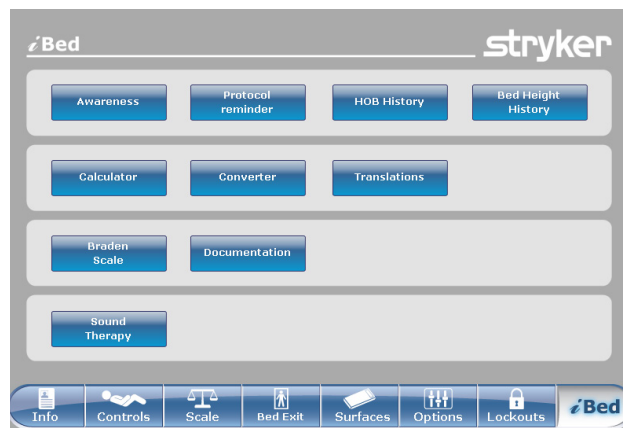 iBed
stryker
Awareness
Protocol
reminder
HOB History
Bed Height
History
Calculator
Converter
Translations
Braden
Scale
Documentation
Sound
Therapy
Info
Controls
Scale
Bed Exit
Surfaces
Options
Lockouts
iBed